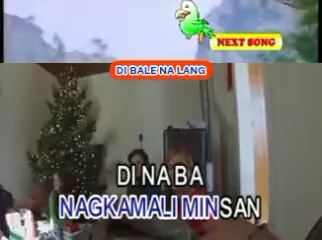 NEXT SONG
DI BALE NA LANG
DI NA BA
NAGKAMALI MINSAN